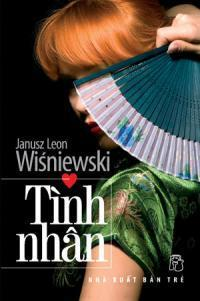 Janusz Leon
Wiśniewski
Tình
nhân
NHÀ XUẤT BẢN TRẺ